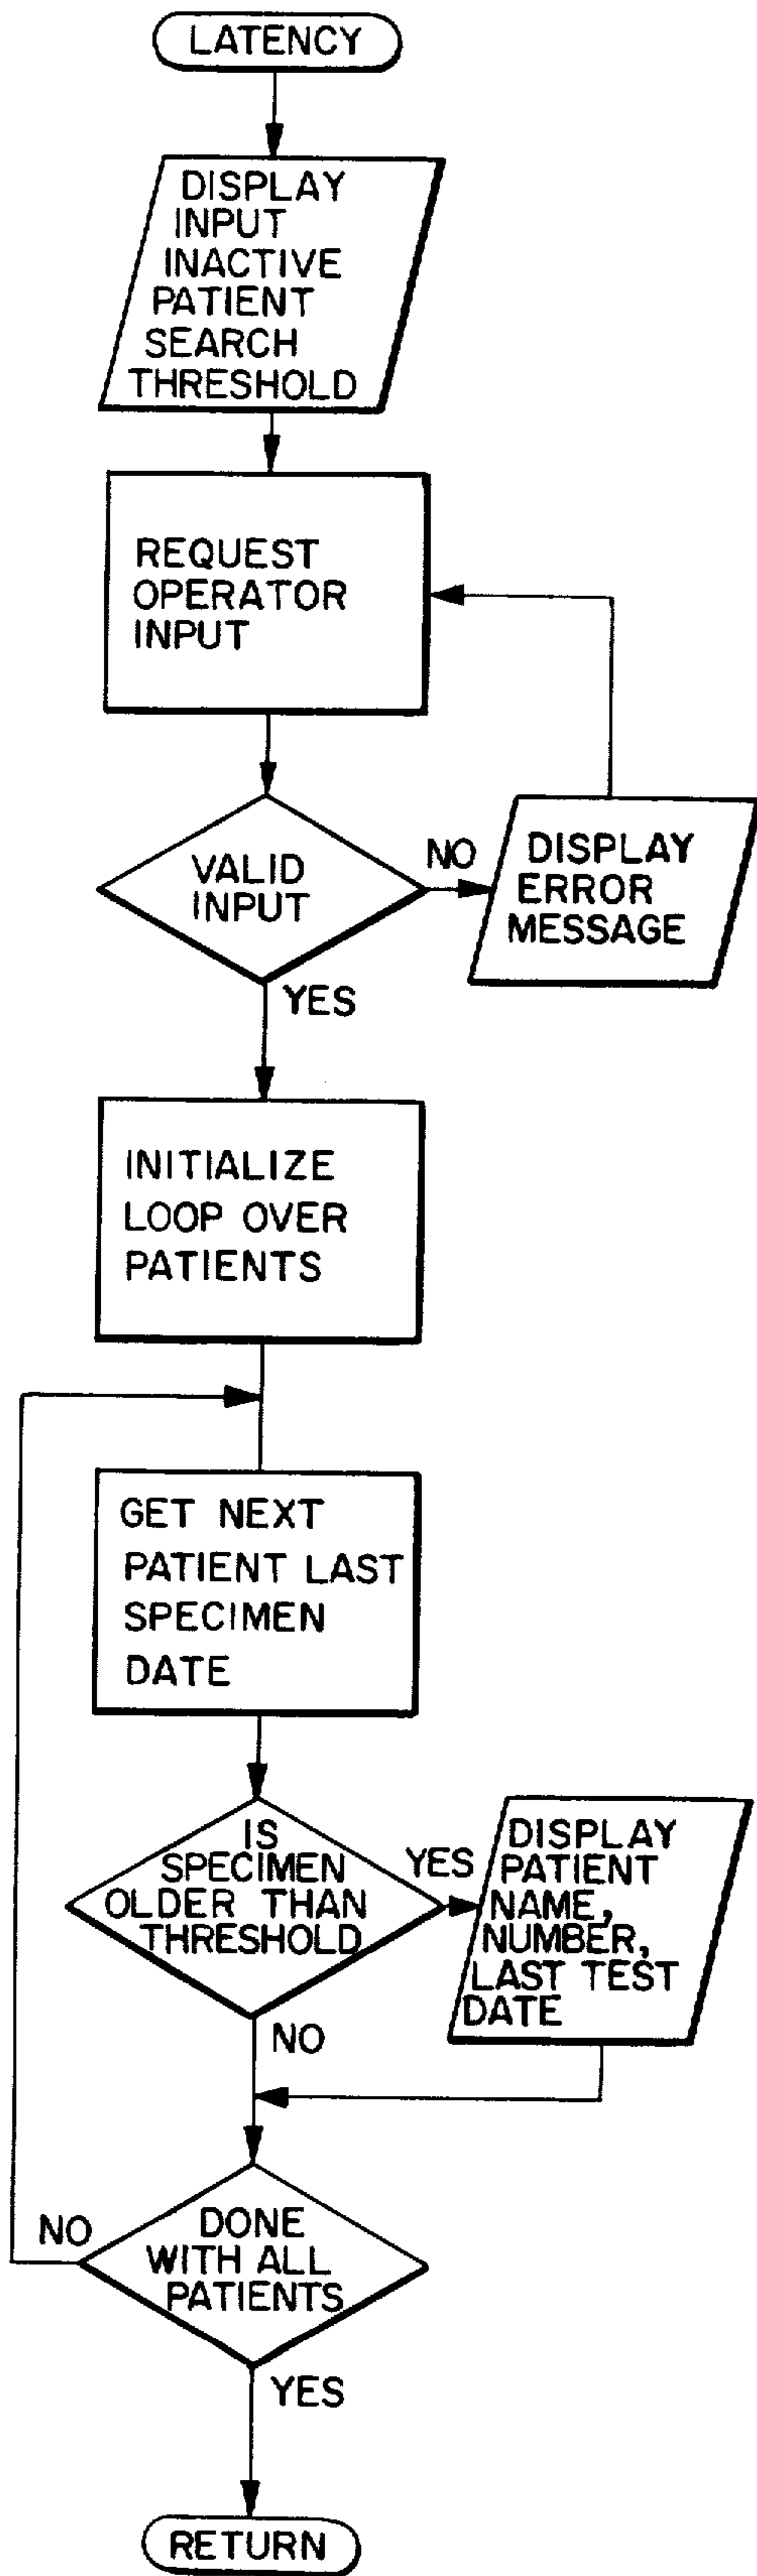 LATENCY
DISPLAY
INPUT
INACTIVE
PATIENT
SEARCH
THRESHOLD
REQUEST
OPERATOR
INPUT
VALID
INPUT
NO
DISPLAY
ERROR
MESSAGE
YES
INITIALIZE
LOOP OVER
PATIENTS
GET NEXT
PATIENT LAST
SPECIMEN
DATE
IS
SPECIMEN
OLDER THAN
THRESHOLD
YES
DISPLAY
PATIENT
NAME,
NUMBER,
LAST TEST
DATE
NO
DONE
WITH ALL
PATIENTS
NO
YES
RETURN